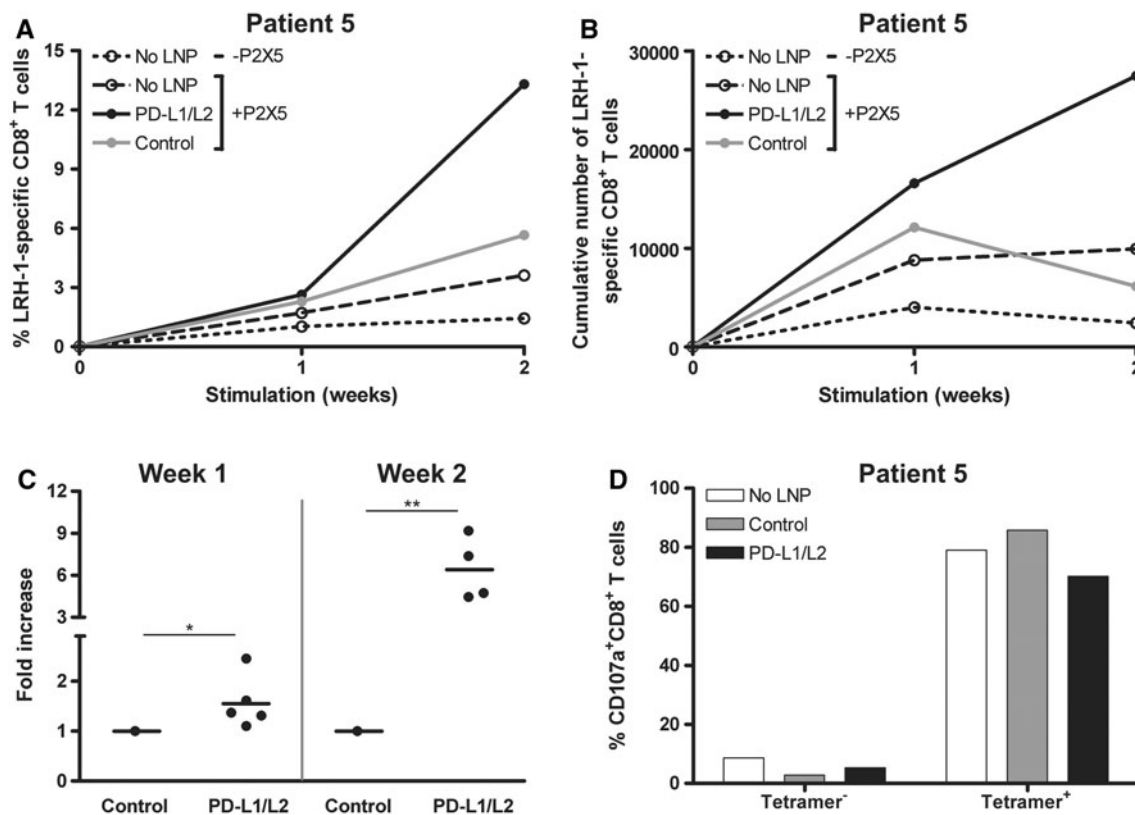 A
Patient 5
% LRH-1-specific CD8+ T cells
15
12
9
6
3
0
No LNP -P2X5
No LNP
PD-L1/L2 +P2X5
Control
0 1 2
Stimulation (weeks)
B
Patient 5
Cumulative number of LRH-1-
specific CD8+ T cells
30000
20000
10000
0
No LNP -P2X5
No LNP
PD-L1/L2 +P2X5
Control
0 1 2
Stimulation (weeks)
C
Week 1 Week 2
Fold increase
12
9
6
3
2
1
0
*
**
Control PD-L1/L2 Control PD-L1/L2
D
Patient 5
% CD107a+CD8+ T cells
100
80
60
40
20
0
No LNP
Control
PD-L1/L2
Tetramer- Tetramer+